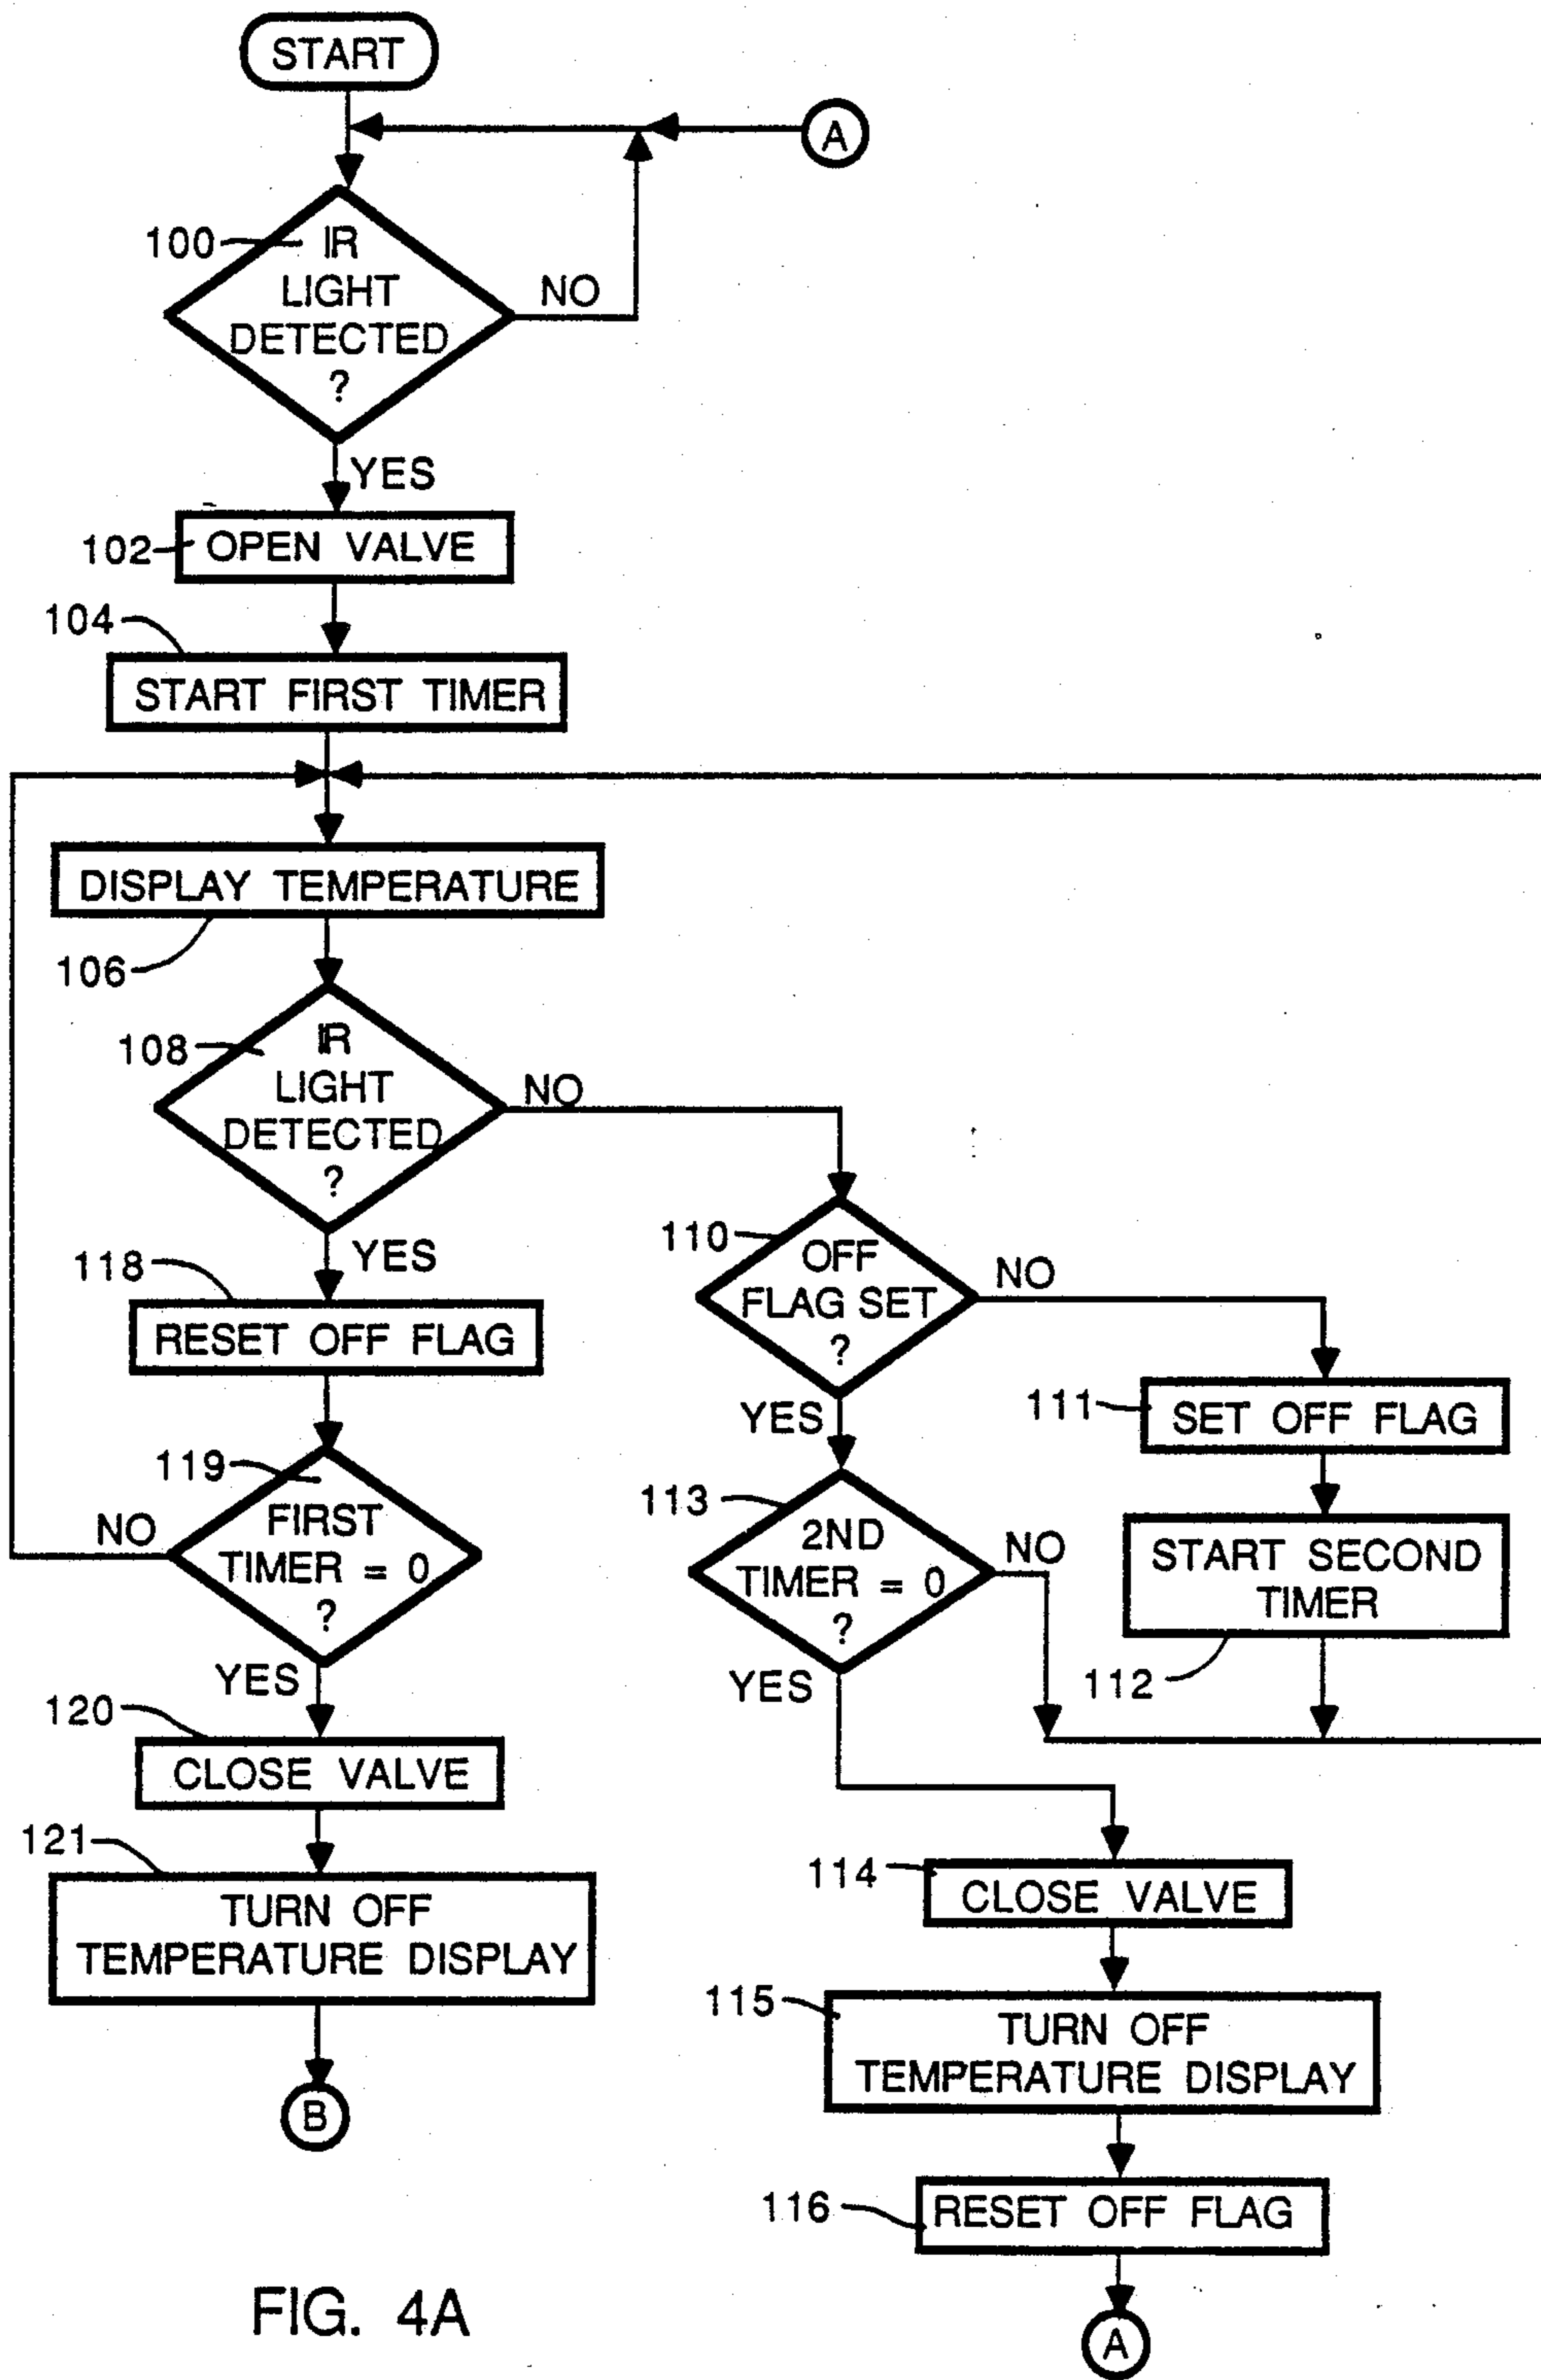 START
A
100
IR
LIGHT
DETECTED
?
NO
YES
102
OPEN VALVE
104
START FIRST TIMER
DISPLAY TEMPERATURE
106
108
IR
LIGHT
DETECTED
?
NO
YES
118
RESET OFF FLAG
119
FIRST
TIMER = 0
?
NO
YES
120
CLOSE VALVE
121
TURN OFF
TEMPERATURE DISPLAY
B
110
OFF
FLAG SET
?
NO
YES
111
SET OFF FLAG
START SECOND
TIMER
112
113
2ND
TIMER = 0
?
NO
YES
114
CLOSE VALVE
115
TURN OFF
TEMPERATURE DISPLAY
116
RESET OFF FLAG
A
FIG. 4A